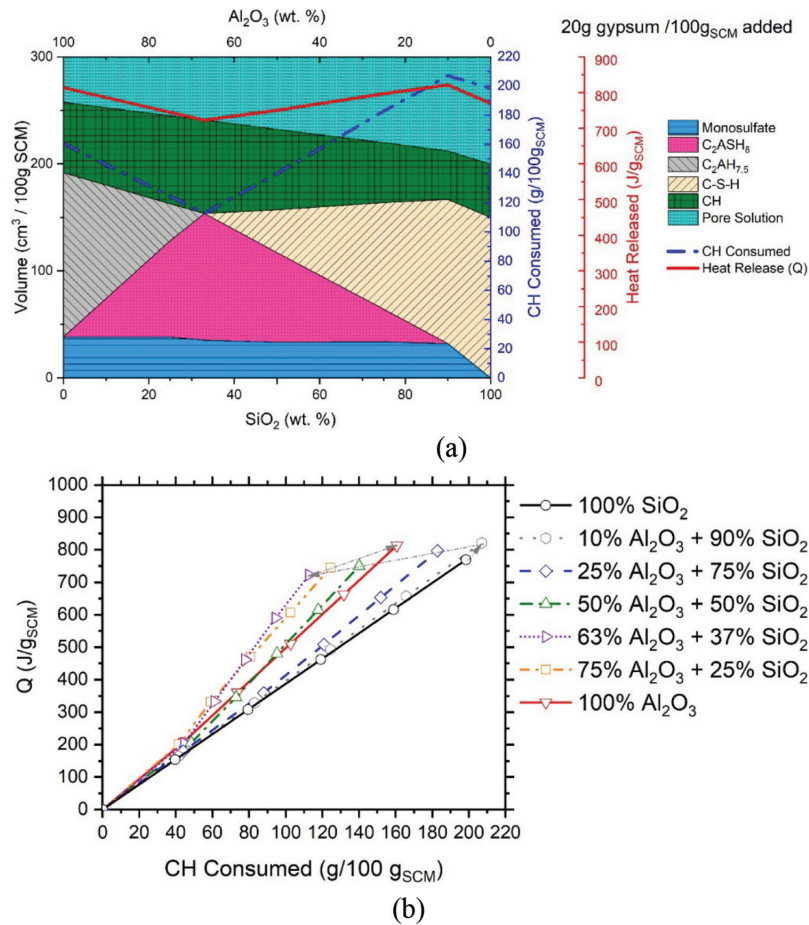 Al₂O₃ (wt. %)
100 80 60 40 20 0
20g gypsum /100g_SCM added
300
200
100
0
Volume (cm³ / 100g SCM)
220
200
180
160
140
120
100
80
60
40
20
0
CH Consumed (g/100g_SCM)
900
800
700
600
500
400
300
200
100
0
Heat Released (J/g_SCM)
Monosulfate
C₂ASH₈
C₂AH₇.₅
C-S-H
CH
Pore Solution
CH Consumed
Heat Release (Q)
0 20 40 60 80 100
SiO₂ (wt. %)
(a)
1000
900
800
700
600
500
400
300
200
100
0
Q (J/g_SCM)
0 20 40 60 80 100 120 140 160 180 200 220
CH Consumed (g/100 g_SCM)
100% SiO₂
10% Al₂O₃ + 90% SiO₂
25% Al₂O₃ + 75% SiO₂
50% Al₂O₃ + 50% SiO₂
63% Al₂O₃ + 37% SiO₂
75% Al₂O₃ + 25% SiO₂
100% Al₂O₃
(b)